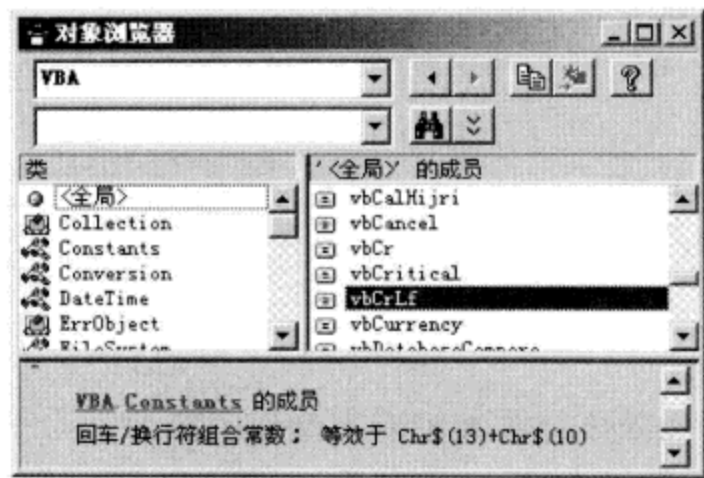 对象浏览器
VBA
类
'<全局>' 的成员
<全局>
Collection
Constants
Conversion
DateTime
ErrObject
FileSystem
vbCalHijri
vbCancel
vbCr
vbCritical
vbCrLf
vbCurrency
vbDatabaseCompare
VBA.Constants 的成员
回车/换行符组合常数； 等效于 Chr$(13)+Chr$(10)